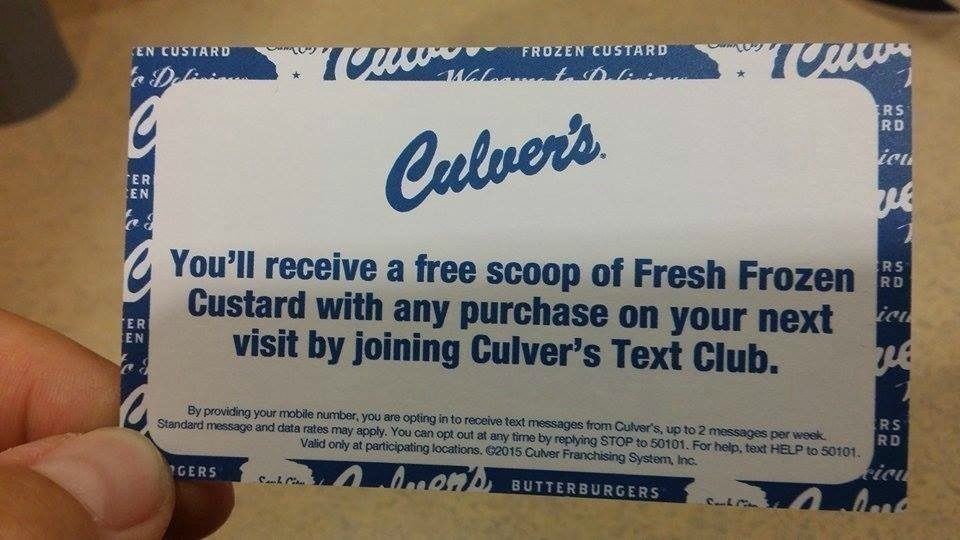 EN CUSTARD
FROZEN CUSTARD
Culver's
You'll receive a free scoop of Fresh Frozen
Custard with any purchase on your next
visit by joining Culver's Text Club.
By providing your mobile number, you are opting in to receive text messages from Culver's, up to 2 messages per week.
Standard message and data rates may apply. You can opt out at any time by replying STOP to 50101. For help, text HELP to 50101.
Valid only at participating locations. ©2015 Culver Franchising System, Inc.
BUTTERBURGERS